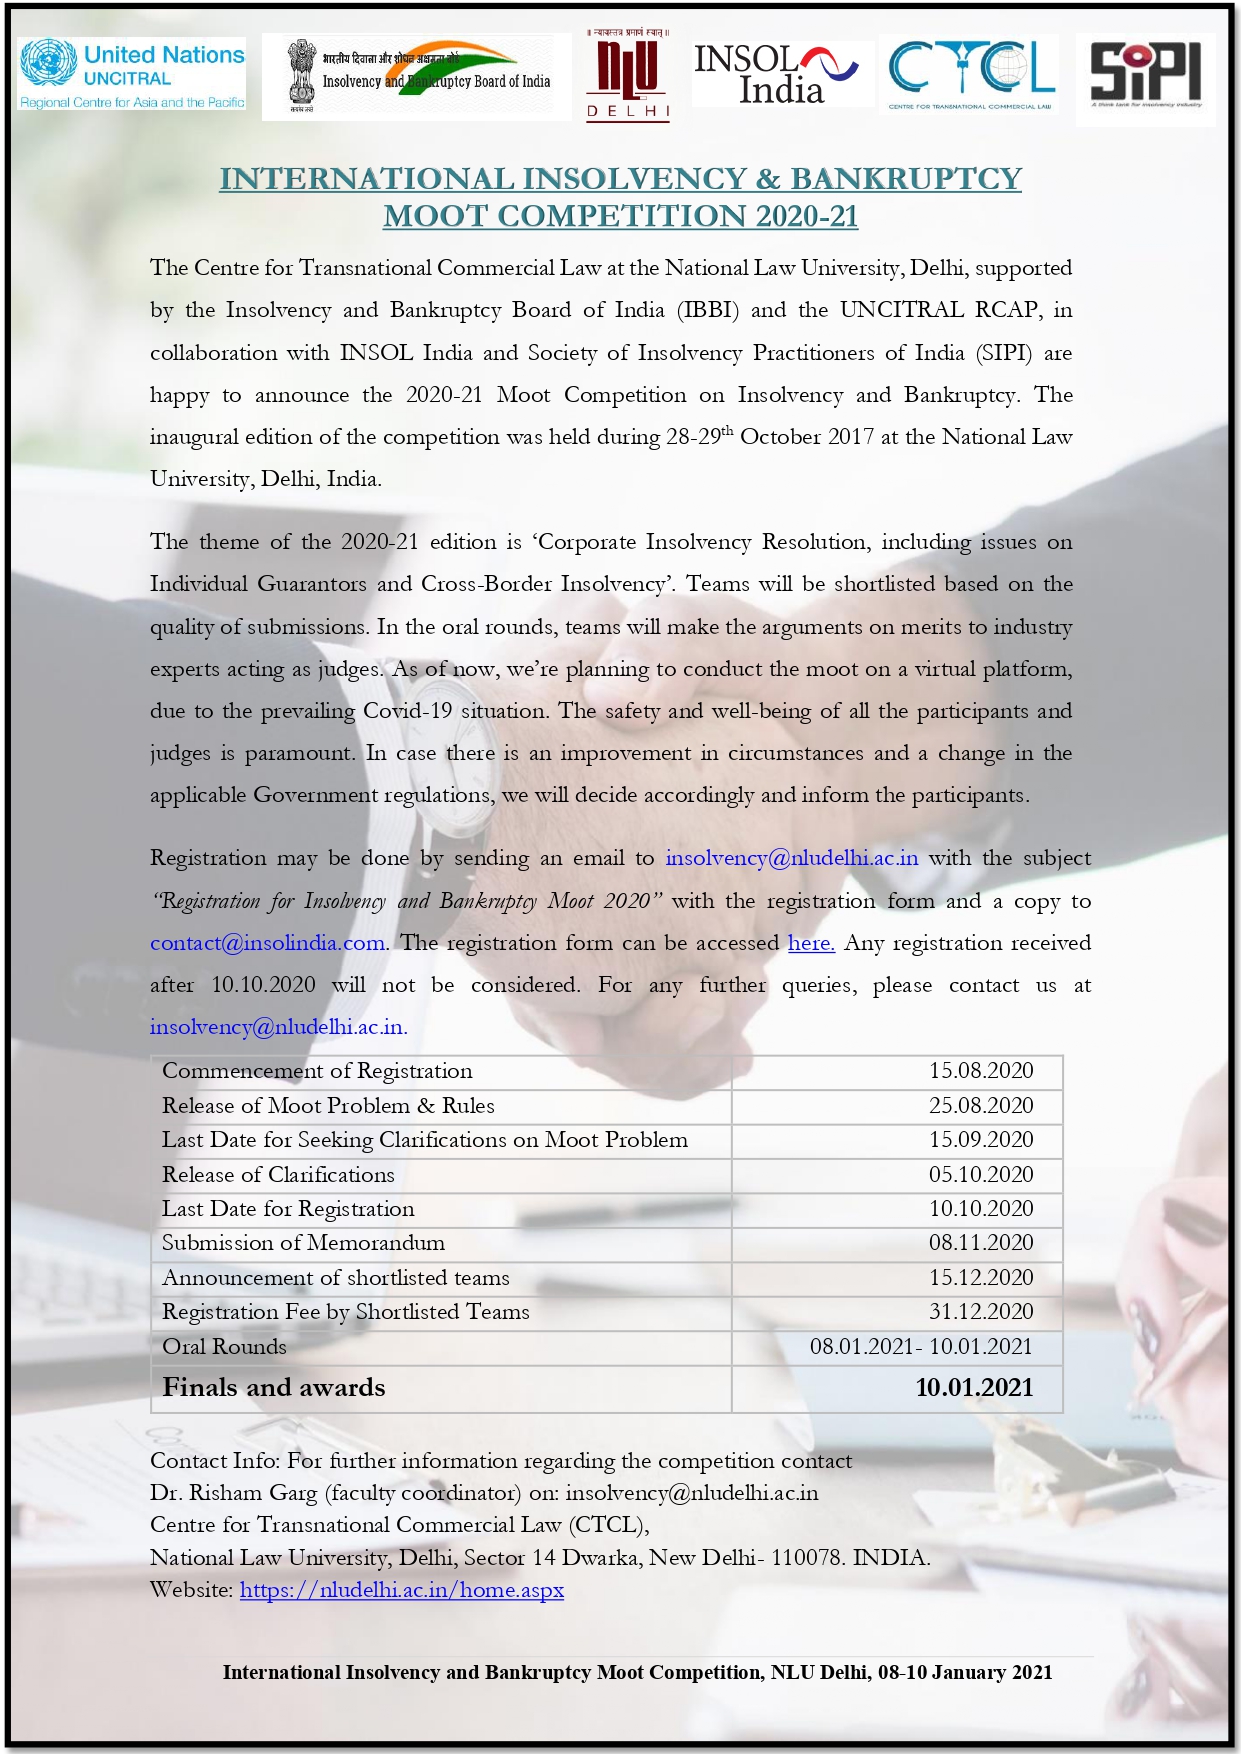 United Nations
UNCITRAL
Regional Centre for Asia and the Pacific
भारतीय दिवाला और शोधन अक्षमता बोर्ड
Insolvency and Bankruptcy Board of India
सत्यमेव जयते
|| न्यायस्तत्र प्रमाणं स्यात् ||
NLU
DELHI
INSOL
India
CTCL
CENTRE FOR TRANSNATIONAL COMMERCIAL LAW
SiPI
A think tank for insolvency industry
INTERNATIONAL INSOLVENCY & BANKRUPTCY
MOOT COMPETITION 2020-21
The Centre for Transnational Commercial Law at the National Law University, Delhi, supported
by the Insolvency and Bankruptcy Board of India (IBBI) and the UNCITRAL RCAP, in
collaboration with INSOL India and Society of Insolvency Practitioners of India (SIPI) are
happy to announce the 2020-21 Moot Competition on Insolvency and Bankruptcy. The
inaugural edition of the competition was held during 28-29th October 2017 at the National Law
University, Delhi, India.
The theme of the 2020-21 edition is ‘Corporate Insolvency Resolution, including issues on
Individual Guarantors and Cross-Border Insolvency’. Teams will be shortlisted based on the
quality of submissions. In the oral rounds, teams will make the arguments on merits to industry
experts acting as judges. As of now, we’re planning to conduct the moot on a virtual platform,
due to the prevailing Covid-19 situation. The safety and well-being of all the participants and
judges is paramount. In case there is an improvement in circumstances and a change in the
applicable Government regulations, we will decide accordingly and inform the participants.
Registration may be done by sending an email to insolvency@nludelhi.ac.in with the subject
“Registration for Insolvency and Bankruptcy Moot 2020” with the registration form and a copy to
contact@insolindia.com. The registration form can be accessed here. Any registration received
after 10.10.2020 will not be considered. For any further queries, please contact us at
insolvency@nludelhi.ac.in.
Commencement of Registration 15.08.2020
Release of Moot Problem & Rules 25.08.2020
Last Date for Seeking Clarifications on Moot Problem 15.09.2020
Release of Clarifications 05.10.2020
Last Date for Registration 10.10.2020
Submission of Memorandum 08.11.2020
Announcement of shortlisted teams 15.12.2020
Registration Fee by Shortlisted Teams 31.12.2020
Oral Rounds 08.01.2021- 10.01.2021
Finals and awards 10.01.2021
Contact Info: For further information regarding the competition contact
Dr. Risham Garg (faculty coordinator) on: insolvency@nludelhi.ac.in
Centre for Transnational Commercial Law (CTCL),
National Law University, Delhi, Sector 14 Dwarka, New Delhi- 110078. INDIA.
Website: https://nludelhi.ac.in/home.aspx
International Insolvency and Bankruptcy Moot Competition, NLU Delhi, 08-10 January 2021